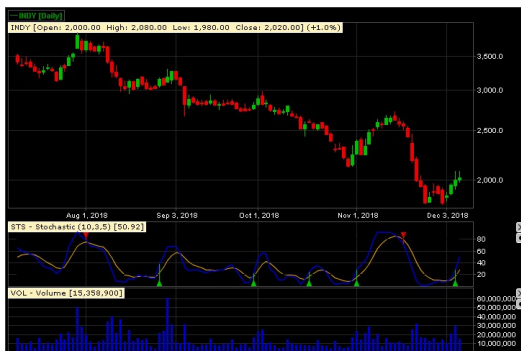 INDY [Daily]
INDY [Open: 2,000.00 High: 2,080.00 Low: 1,980.00 Close: 2,020.00] (+1.0%)
3,500.0
3,000.0
2,500.0
2,000.0
Aug 1, 2018 Sep 3, 2018 Oct 1, 2018 Nov 1, 2018 Dec 3, 2018
STS - Stochastic (10,3,5) [50.92]
80
60
40
20
VOL - Volume [15,358,900]
60,000,000
50,000,000
40,000,000
30,000,000
20,000,000
10,000,000